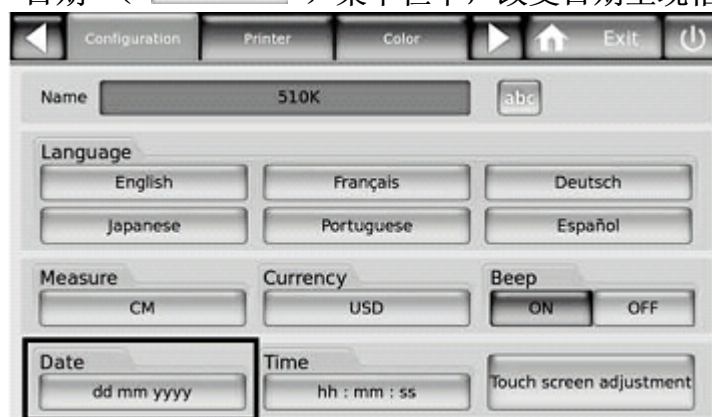 Configuration Printer Color Exit
Name 510K abc
Language
English Français Deutsch
Japanese Portuguese Español
Measure Currency Beep
CM USD ON OFF
Date Time
dd mm yyyy hh : mm : ss Touch screen adjustment